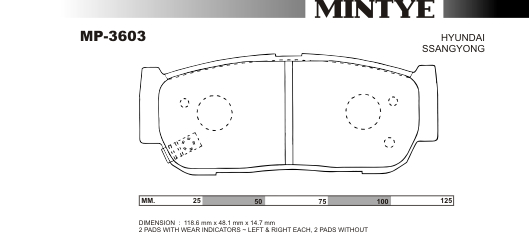 MINTYE
MP-3603
HYUNDAI
SSANGYONG
MM. 25 50 75 100 125
DIMENSION : 118.6 mm x 48.1 mm x 14.7 mm
2 PADS WITH WEAR INDICATORS ~ LEFT & RIGHT EACH, 2 PADS WITHOUT